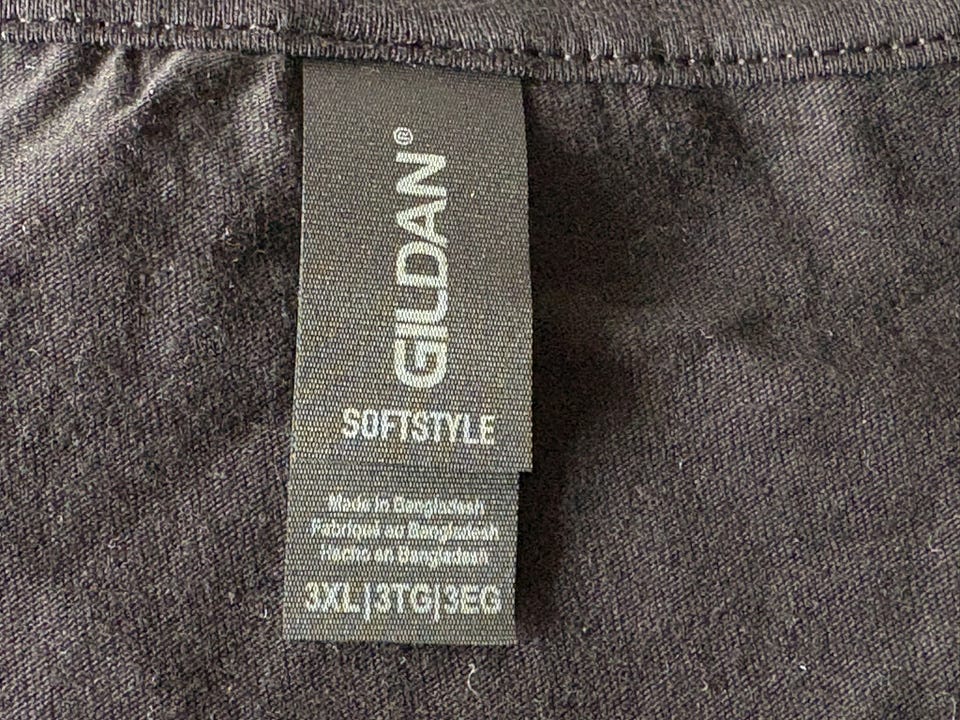 GILDAN®
SOFTSTYLE
Made in Bangladesh
Fabriqué au Bangladesh
Hecho en Bangladesh
3XL|3TG|3EG